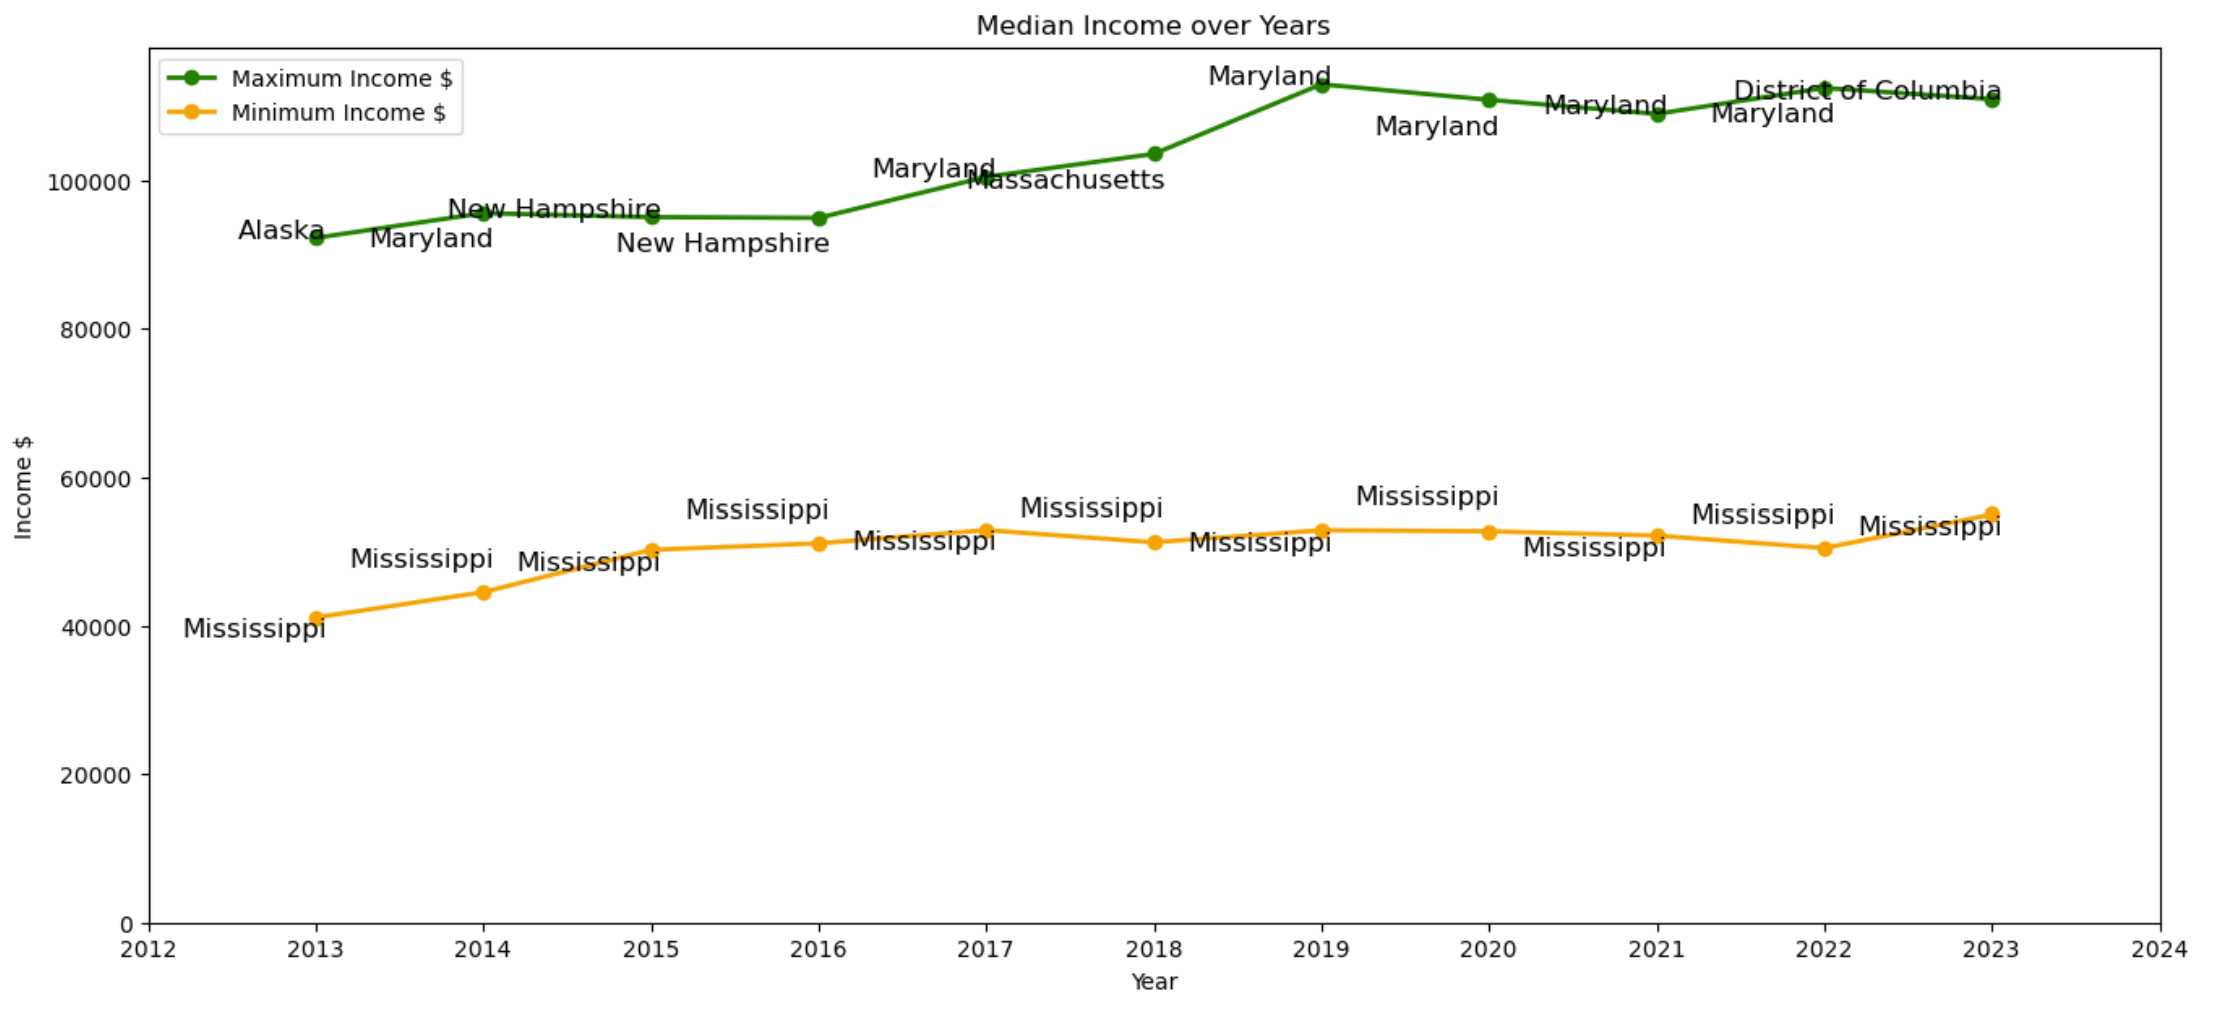 Median Income over Years
Maximum Income $
Minimum Income $
Alaska
Maryland
New Hampshire
New Hampshire
Maryland
Massachusetts
Maryland
Maryland
Maryland
Maryland
District of Columbia
Mississippi
Mississippi
Mississippi
Mississippi
Mississippi
Mississippi
Mississippi
Mississippi
Mississippi
Mississippi
Mississippi
Income $
100000
80000
60000
40000
20000
0
2012 2013 2014 2015 2016 2017 2018 2019 2020 2021 2022 2023 2024
Year